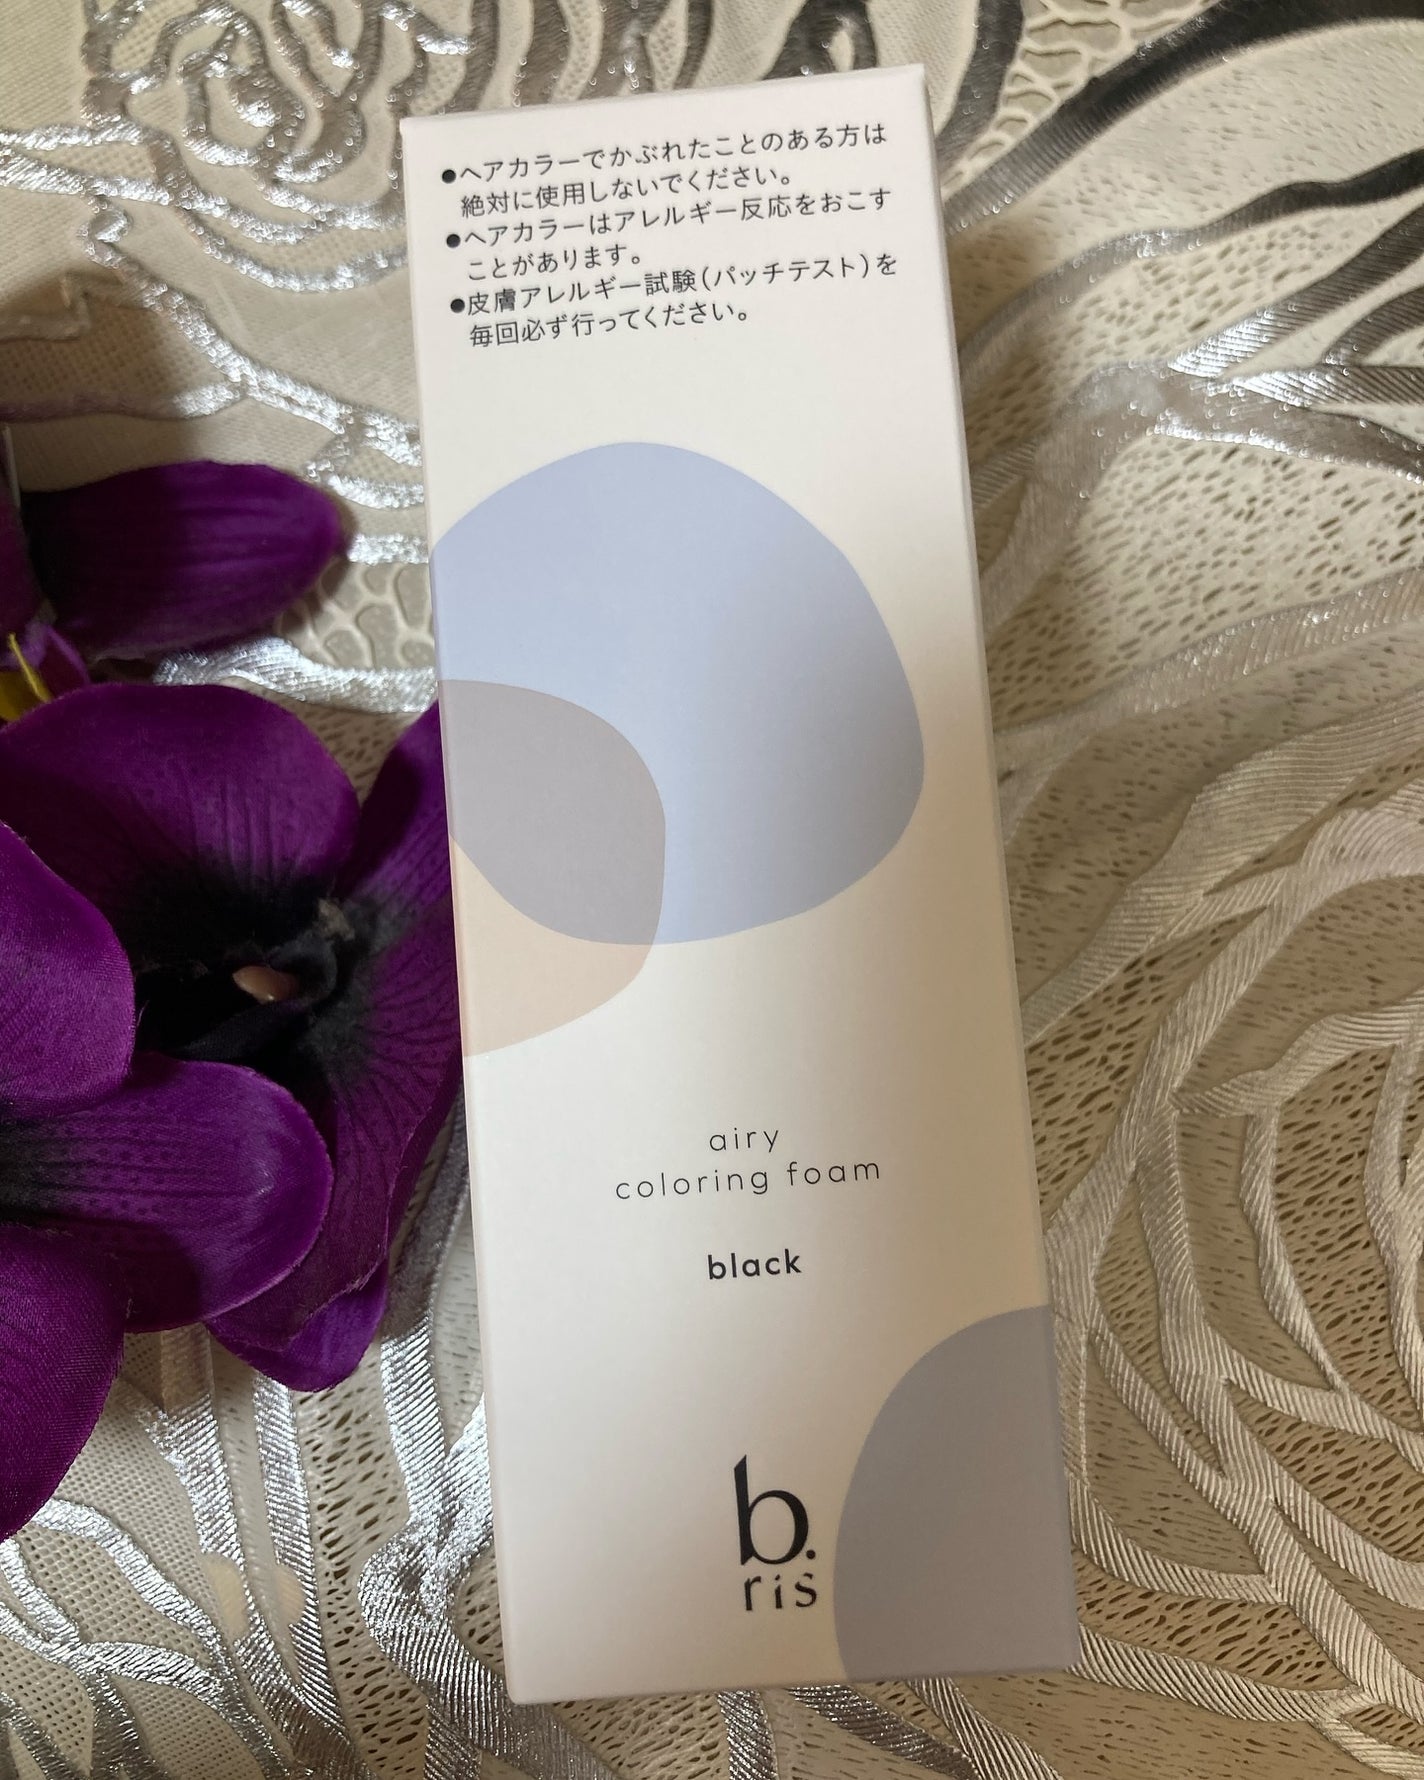 ●ヘアカラーでかぶれたことのある方は
絶対に使用しないでください。
●ヘアカラーはアレルギー反応をおこす
ことがあります。
●皮膚アレルギー試験(パッチテスト)を
毎回必ず行ってください。
airy
coloring foam
black
b.
ris